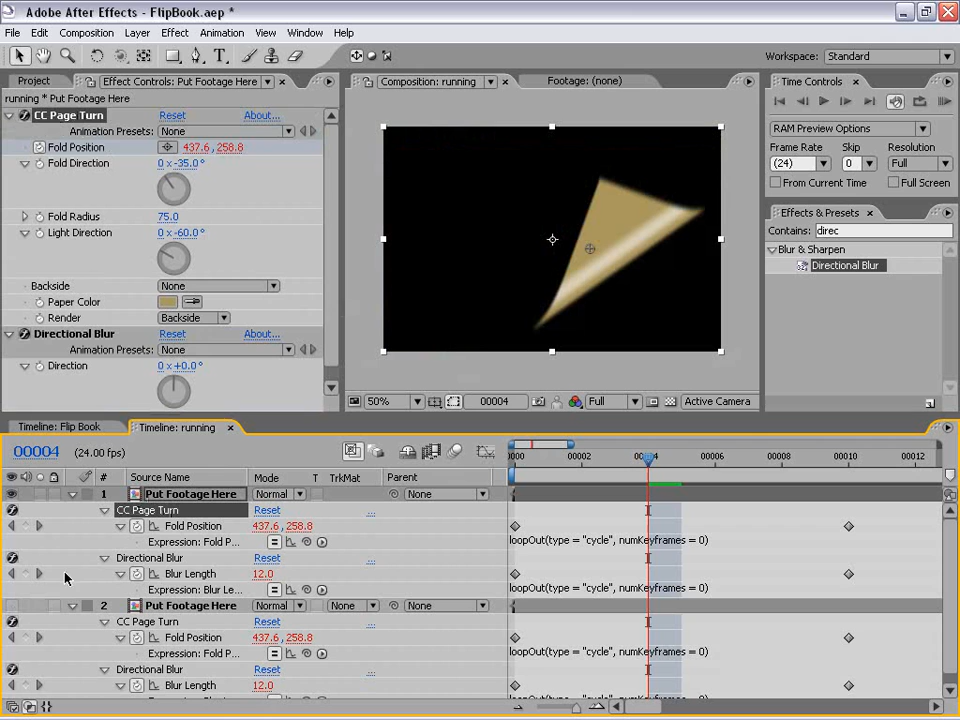 Adobe After Effects - FlipBook.aep *
File Edit Composition Layer Effect Animation View Window Help
Workspace: Standard
Project Effect Controls: Put Footage Here
Composition: running Footage: (none)
Time Controls
running * Put Footage Here
CC Page Turn Reset About...
Animation Presets: None
Fold Position 437.6, 258.8
Fold Direction 0 x-35.0°
Fold Radius 75.0
Light Direction 0 x-60.0°
Backside None
Paper Color
Render Backside
Directional Blur Reset About...
Animation Presets: None
Direction 0 x+0.0°
50% 00004 Full Active Camera
RAM Preview Options
Frame Rate Skip Resolution
(24) 0 Full
From Current Time Full Screen
Effects & Presets
Contains: direc
Blur & Sharpen
Directional Blur
Timeline: Flip Book Timeline: running
00004 (24.00 fps)
# Source Name Mode T TrkMat Parent
0000 00002 00004 00006 00008 00010 00012
1 Put Footage Here Normal None
CC Page Turn Reset ...
Fold Position 437.6, 258.8
Expression: Fold P...
loopOut(type = "cycle", numKeyframes = 0)
Directional Blur Reset ...
Blur Length 12.0
Expression: Blur Le...
loopOut(type = "cycle", numKeyframes = 0)
2 Put Footage Here Normal None None
CC Page Turn Reset ...
Fold Position 437.6, 258.8
Expression: Fold P...
loopOut(type = "cycle", numKeyframes = 0)
Directional Blur Reset ...
Blur Length 12.0